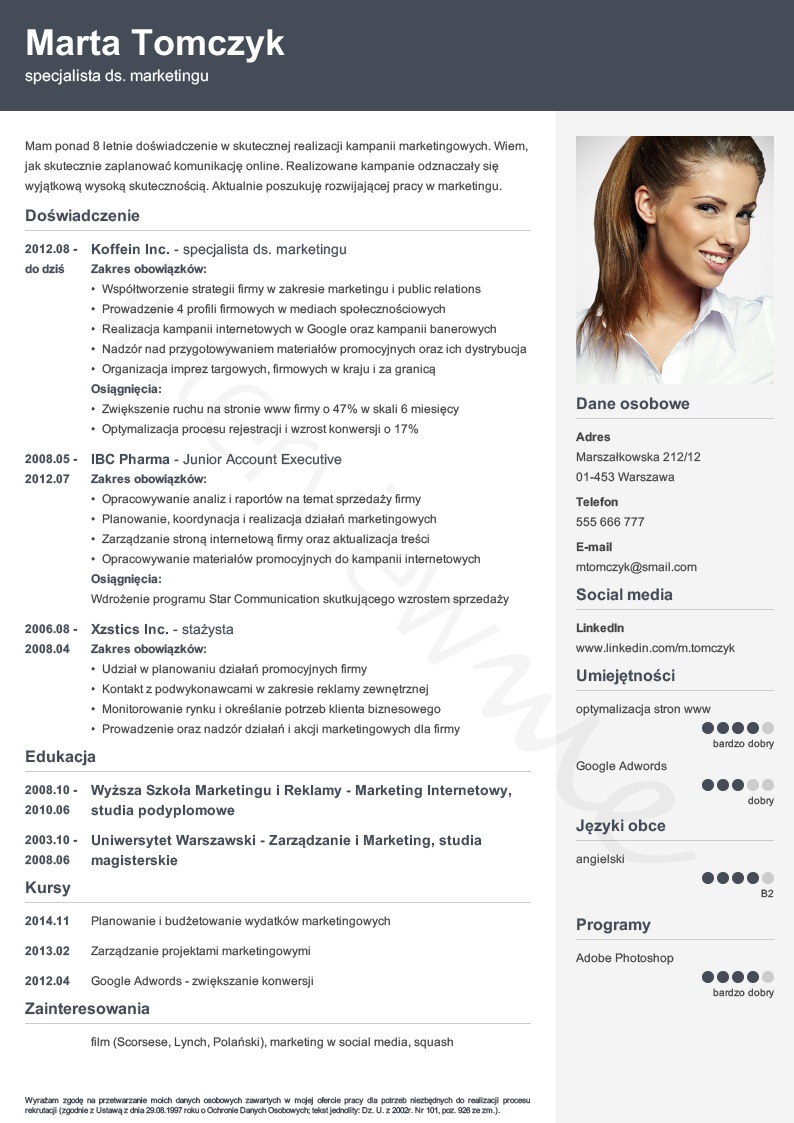 Marta Tomczyk
specjalista ds. marketingu
Mam ponad 8 letnie doświadczenie w skutecznej realizacji kampanii marketingowych. Wiem,
jak skutecznie zaplanować komunikację online. Realizowane kampanie odznaczały się
wyjątkową wysoką skutecznością. Aktualnie poszukuję rozwijającej pracy w marketingu.
Doświadczenie
2012.08 - Koffein Inc. - specjalista ds. marketingu
do dziś Zakres obowiązków:
• Współtworzenie strategii firmy w zakresie marketingu i public relations
• Prowadzenie 4 profili firmowych w mediach społecznościowych
• Realizacja kampanii internetowych w Google oraz kampanii banerowych
• Nadzór nad przygotowywaniem materiałów promocyjnych oraz ich dystrybucja
• Organizacja imprez targowych, firmowych w kraju i za granicą
Osiągnięcia:
• Zwiększenie ruchu na stronie www firmy o 47% w skali 6 miesięcy
• Optymalizacja procesu rejestracji i wzrost konwersji o 17%
2008.05 - IBC Pharma - Junior Account Executive
2012.07 Zakres obowiązków:
• Opracowywanie analiz i raportów na temat sprzedaży firmy
• Planowanie, koordynacja i realizacja działań marketingowych
• Zarządzanie stroną internetową firmy oraz aktualizacja treści
• Opracowywanie materiałów promocyjnych do kampanii internetowych
Osiągnięcia:
Wdrożenie programu Star Communication skutkującego wzrostem sprzedaży
2006.08 - Xzstics Inc. - stażysta
2008.04 Zakres obowiązków:
• Udział w planowaniu działań promocyjnych firmy
• Kontakt z podwykonawcami w zakresie reklamy zewnętrznej
• Monitorowanie rynku i określanie potrzeb klienta biznesowego
• Prowadzenie oraz nadzór działań i akcji marketingowych dla firmy
Edukacja
2008.10 - Wyższa Szkoła Marketingu i Reklamy - Marketing Internetowy,
2010.06 studia podyplomowe
2003.10 - Uniwersytet Warszawski - Zarządzanie i Marketing, studia
2008.06 magisterskie
Kursy
2014.11 Planowanie i budżetowanie wydatków marketingowych
2013.02 Zarządzanie projektami marketingowymi
2012.04 Google Adwords - zwiększanie konwersji
Zainteresowania
film (Scorsese, Lynch, Polański), marketing w social media, squash
Wyrażam zgodę na przetwarzanie moich danych osobowych zawartych w mojej ofercie pracy dla potrzeb niezbędnych do realizacji procesu
rekrutacji (zgodnie z Ustawą z dnia 29.08.1997 roku o Ochronie Danych Osobowych; tekst jednolity: Dz. U. z 2002r. Nr 101, poz. 926 ze zm.).
Dane osobowe
Adres
Marszałkowska 212/12
01-453 Warszawa
Telefon
555 666 777
E-mail
mtomczyk@smail.com
Social media
LinkedIn
www.linkedin.com/m.tomczyk
Umiejętności
optymalizacja stron www
bardzo dobry
Google Adwords
dobry
Języki obce
angielski
B2
Programy
Adobe Photoshop
bardzo dobry
InterviewMe